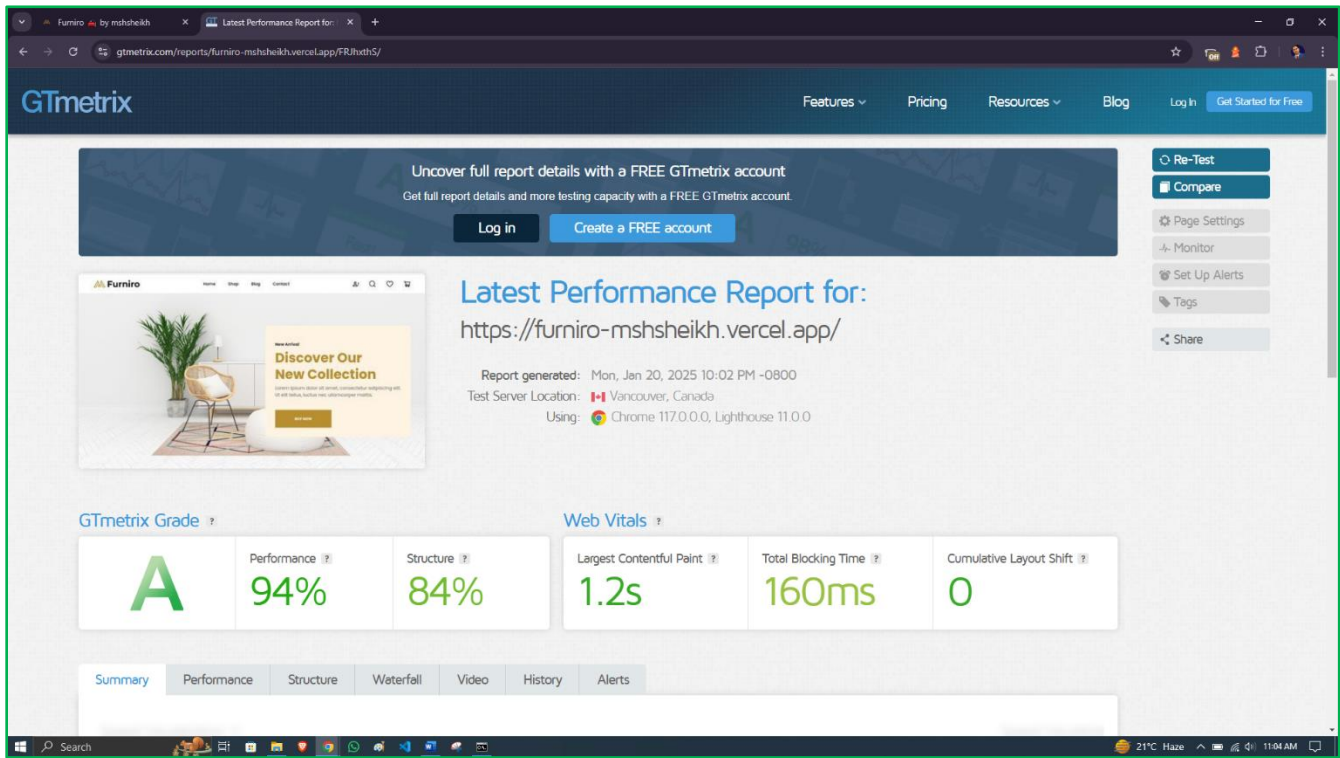 Furniro by mshsheikh
Latest Performance Report for:
gtmetrix.com/reports/furniro-mshsheikh.vercel.app/FRJhxthS/
Off
GTmetrix
Features
Pricing
Resources
Blog
Log In
Get Started for Free
Uncover full report details with a FREE GTmetrix account
Get full report details and more testing capacity with a FREE GTmetrix account.
Log in
Create a FREE account
Re-Test
Compare
Page Settings
Monitor
Set Up Alerts
Tags
Share
Furniro
Home Shop Blog Contact
New Arrival
Discover Our
New Collection
BUY NOW
Latest Performance Report for:
https://furniro-mshsheikh.vercel.app/
Report generated: Mon, Jan 20, 2025 10:02 PM -0800
Test Server Location: Vancouver, Canada
Using: Chrome 117.0.0.0, Lighthouse 11.0.0
GTmetrix Grade ?
Web Vitals ?
A
Performance ?
94%
Structure ?
84%
Largest Contentful Paint ?
1.2s
Total Blocking Time ?
160ms
Cumulative Layout Shift ?
0
Summary
Performance
Structure
Waterfall
Video
History
Alerts
Search
21°C Haze
11:04 AM